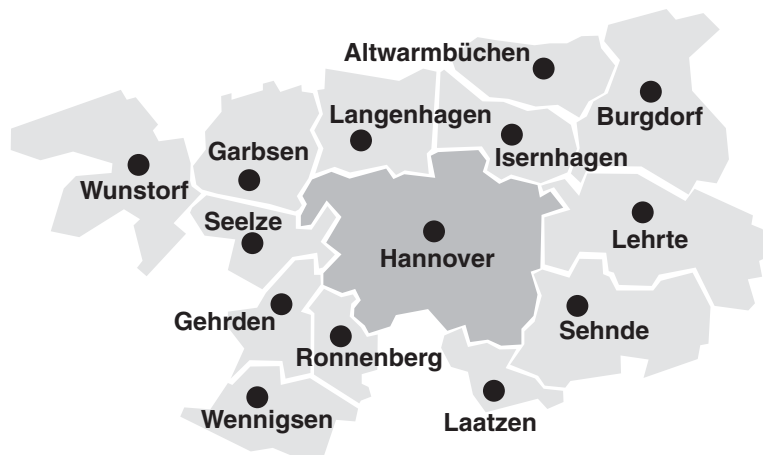 Altwarmbüchen
Langenhagen
Burgdorf
Garbsen
Isernhagen
Wunstorf
Seelze
Lehrte
Hannover
Gehrden
Sehnde
Ronnenberg
Wennigsen
Laatzen